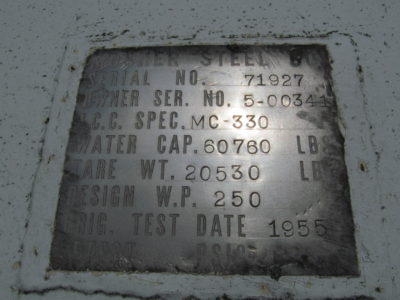 STEEL
SERIAL NO. 71927
SER. NO. 5-00341
I.C.C. SPEC. MC-330
WATER CAP. 60760 LBS
TARE WT. 20530 LB
DESIGN W.P. 250
ORIG. TEST DATE 1955